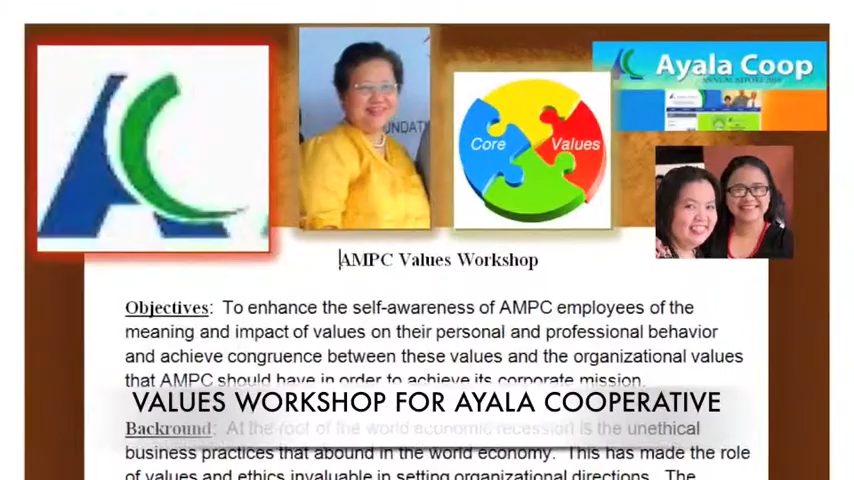 Ayala Coop
ANNUAL REPORT
UNDATION
Core
Values
AMPC Values Workshop
Objectives: To enhance the self-awareness of AMPC employees of the
meaning and impact of values on their personal and professional behavior
and achieve congruence between these values and the organizational values
that AMPC should have in order to achieve its corporate mission.
VALUES WORKSHOP FOR AYALA COOPERATIVE
Backround: At the root of the world economic recession is the unethical
business practices that abound in the world economy. This has made the role
of values and ethics invaluable in setting organizational directions. The